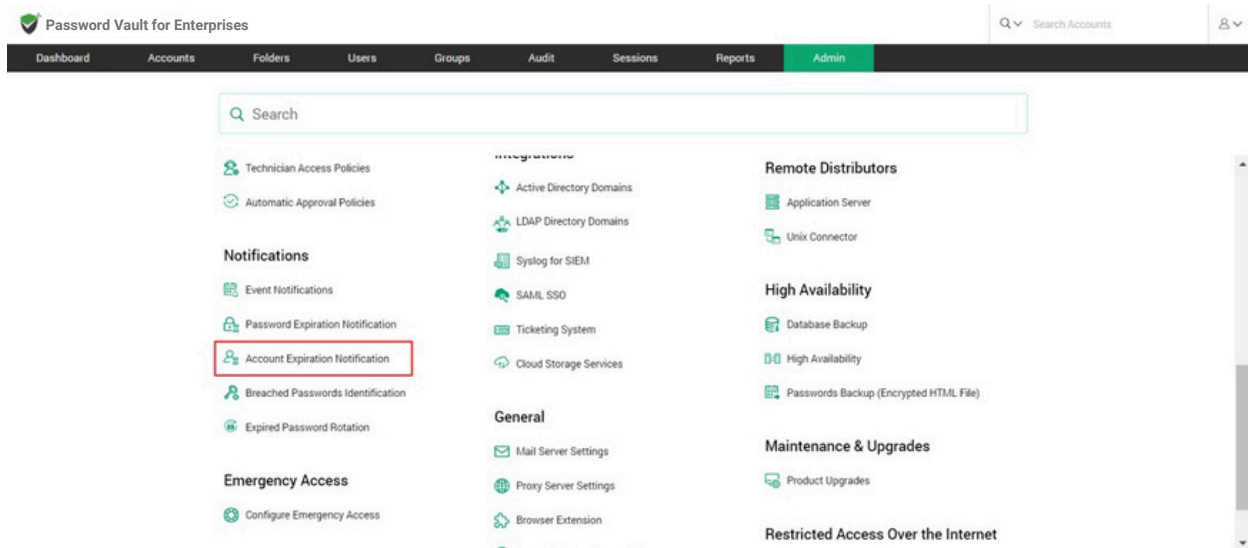 Password Vault for Enterprises
Search Accounts
Dashboard Accounts Folders Users Groups Audit Sessions Reports Admin
Search
Technician Access Policies
Automatic Approval Policies
Notifications
Event Notifications
Password Expiration Notification
Account Expiration Notification
Breached Passwords Identification
Expired Password Rotation
Emergency Access
Configure Emergency Access
Integrations
Active Directory Domains
LDAP Directory Domains
Syslog for SIEM
SAML SSO
Ticketing System
Cloud Storage Services
General
Mail Server Settings
Proxy Server Settings
Browser Extension
Remote Distributors
Application Server
Unix Connector
High Availability
Database Backup
High Availability
Passwords Backup (Encrypted HTML File)
Maintenance & Upgrades
Product Upgrades
Restricted Access Over the Internet